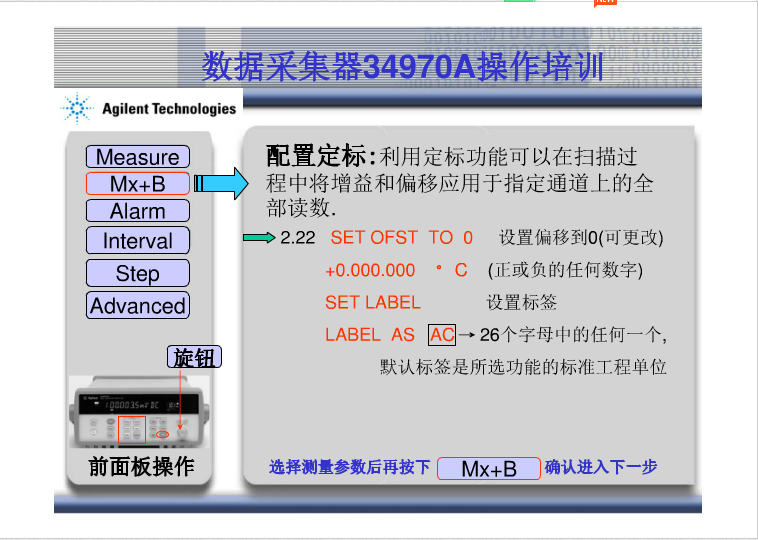 NEW
数据采集器34970A操作培训
Agilent Technologies
Measure
Mx+B
Alarm
Interval
Step
Advanced
旋钮
前面板操作
配置定标:利用定标功能可以在扫描过
程中将增益和偏移应用于指定通道上的全
部读数.
2.22 SET OFST TO 0 设置偏移到0(可更改)
+0.000.000 ° C (正或负的任何数字)
SET LABEL 设置标签
LABEL AS AC→26个字母中的任何一个,
默认标签是所选功能的标准工程单位
选择测量参数后再按下 Mx+B 确认进入下一步